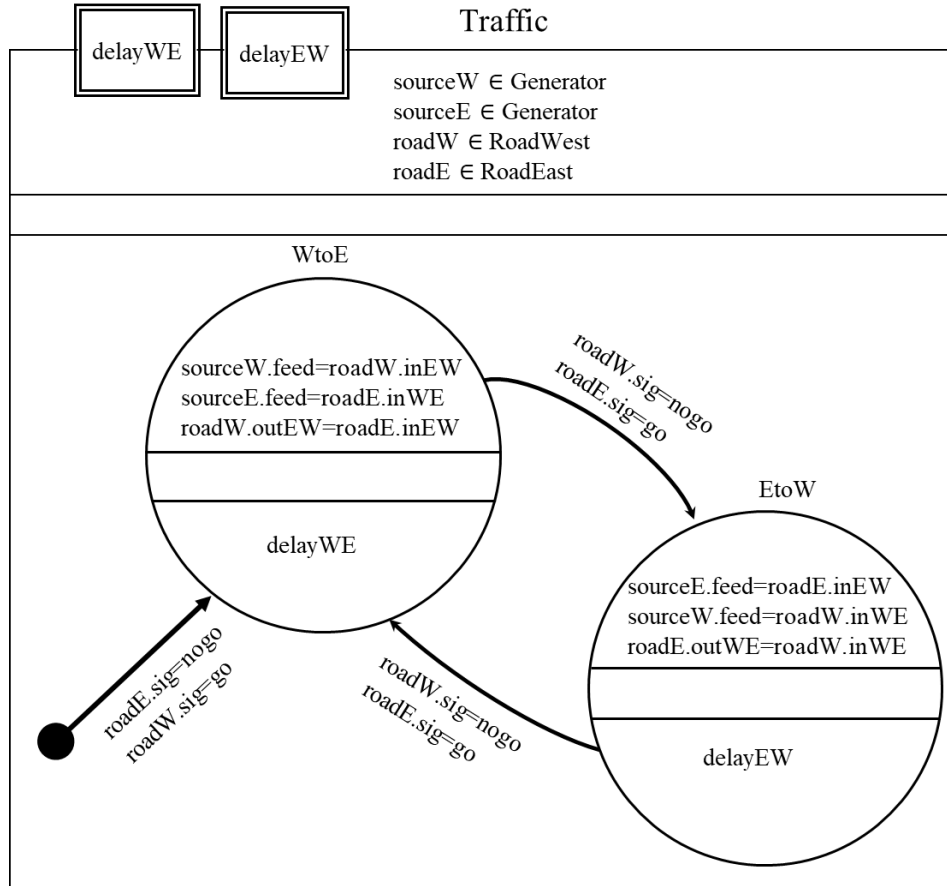 Traffic
delayWE
delayEW
sourceW ∈ Generator
sourceE ∈ Generator
roadW ∈ RoadWest
roadE ∈ RoadEast
WtoE
sourceW.feed=roadW.inEW
sourceE.feed=roadE.inWE
roadW.outEW=roadE.inEW
delayWE
roadW.sig=nogo
roadE.sig=go
EtoW
sourceE.feed=roadE.inEW
sourceW.feed=roadW.inWE
roadE.outWE=roadW.inWE
delayEW
roadE.sig=nogo
roadW.sig=go
roadW.sig=nogo
roadE.sig=go